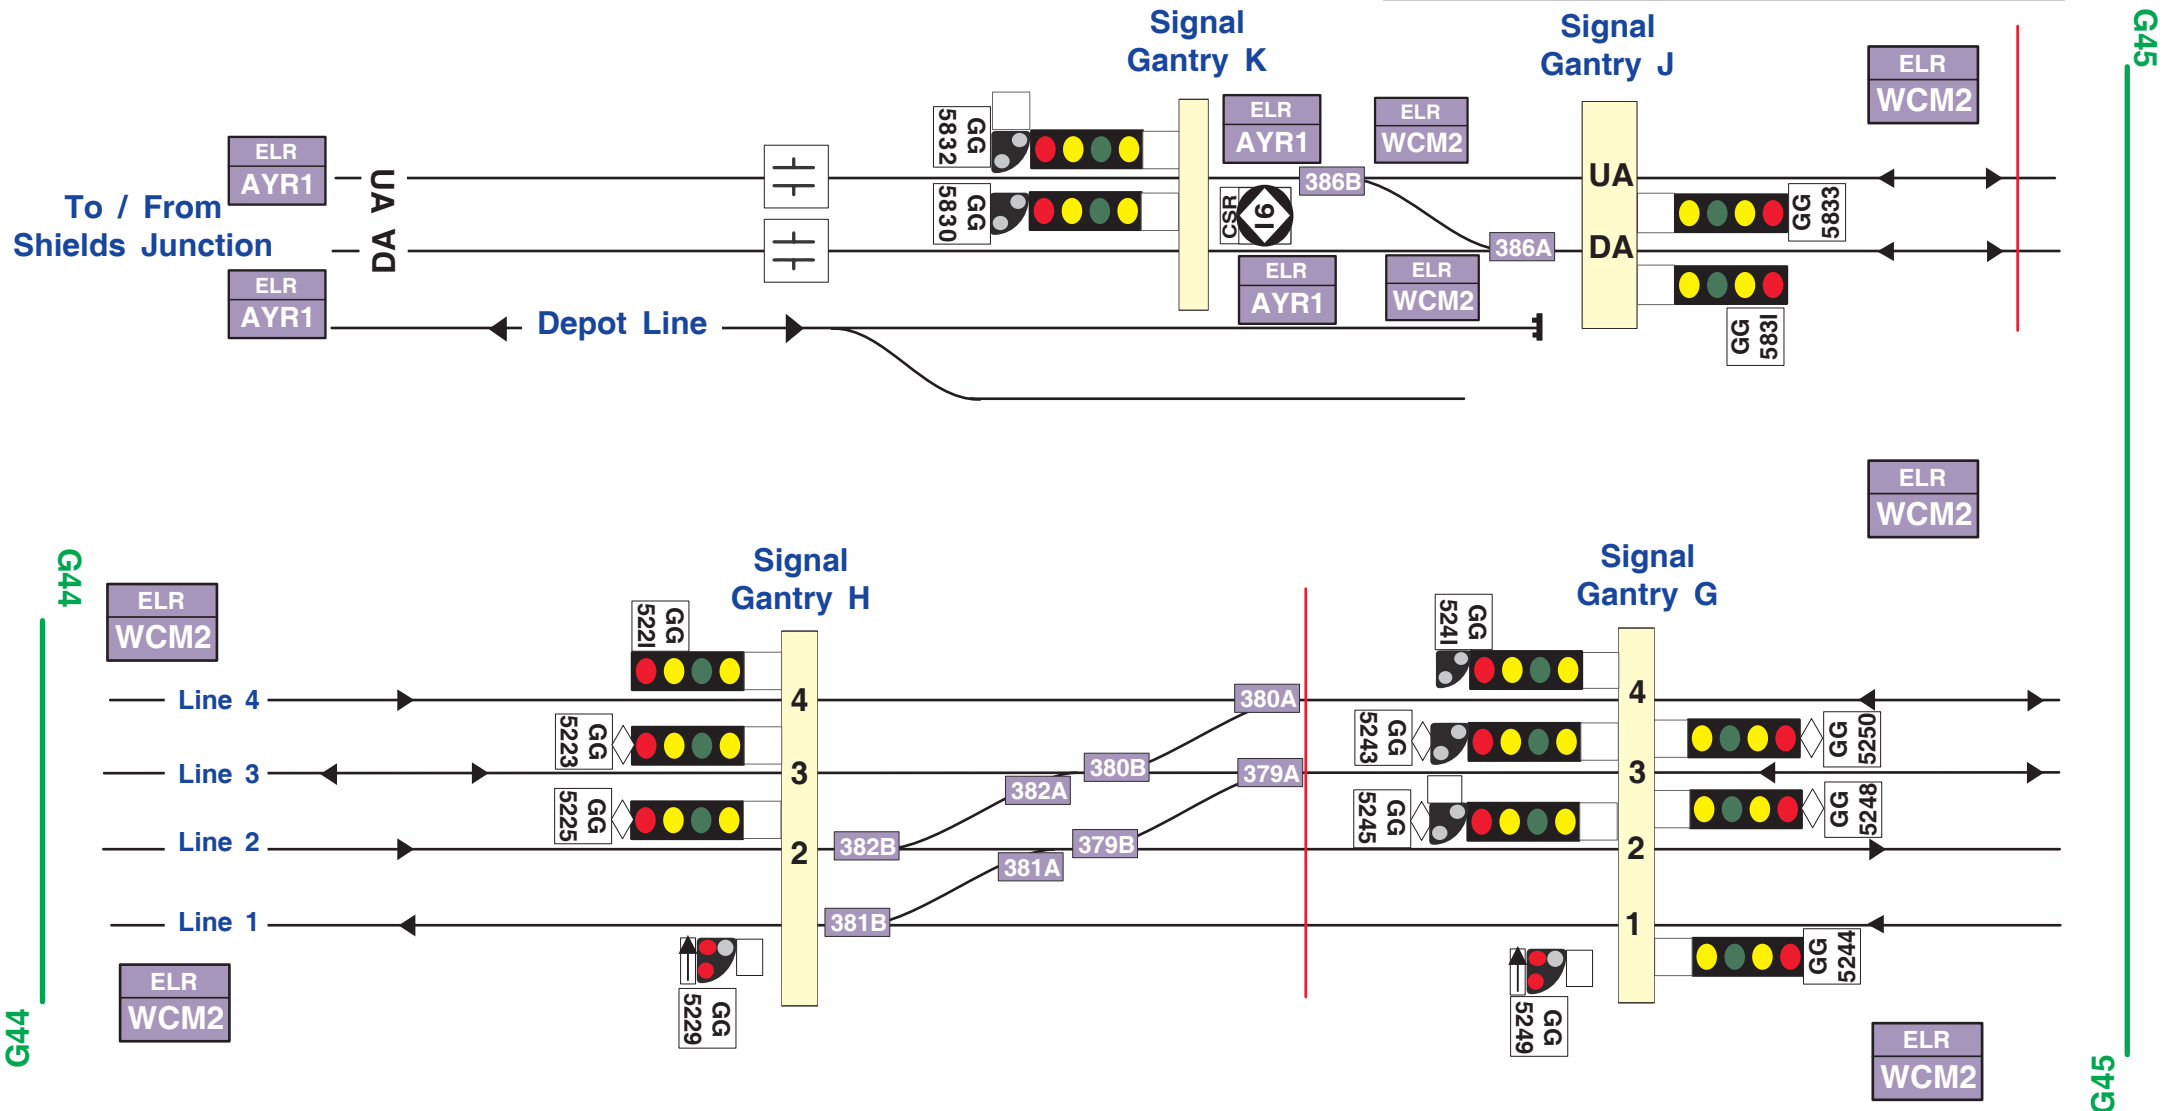 Signal
Gantry K
Signal
Gantry J
G45
ELR
WCM2
GG
5832
ELR
AYR1
ELR
WCM2
ELR
AYR1
UA
386B
UA
To / From
Shields Junction
GG
5830
CSR
16
GG
5833
DA
386A
DA
ELR
AYR1
ELR
AYR1
ELR
WCM2
Depot Line
GG
5831
ELR
WCM2
G44
Signal
Gantry H
Signal
Gantry G
ELR
WCM2
GG
5221
GG
5241
Line 4
4
380A
4
GG
5223
GG
5243
GG
5250
Line 3
3
380B
379A
3
382A
GG
5225
GG
5245
GG
5248
Line 2
2
382B
379B
2
381A
Line 1
381B
1
GG
5244
ELR
WCM2
GG
5229
GG
5249
G44
ELR
WCM2
G45